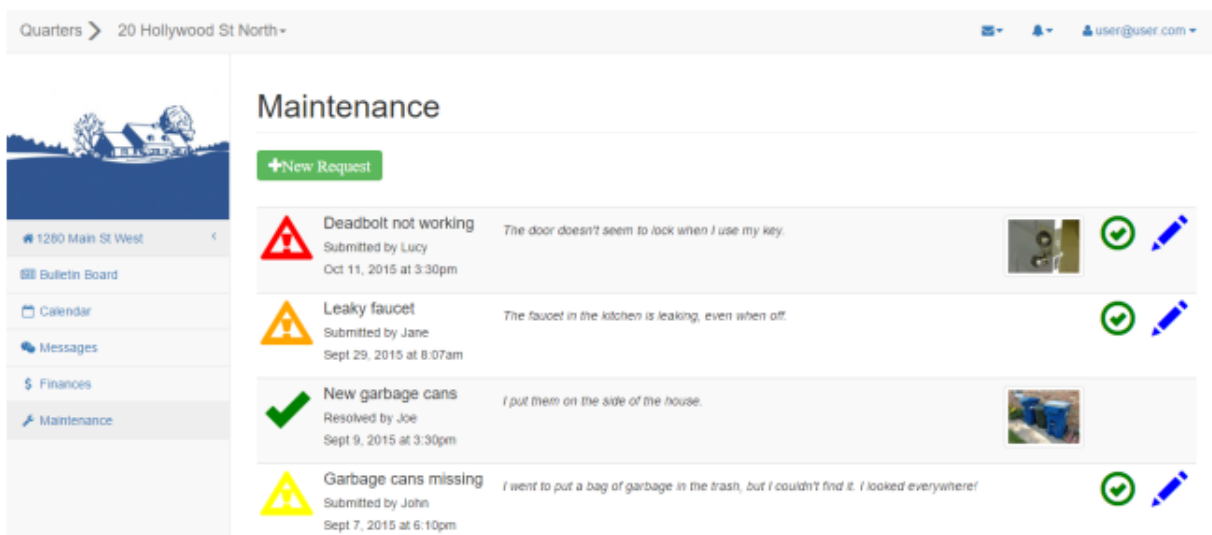 Quarters 20 Hollywood St North
user@user.com
1280 Main St West
Bulletin Board
Calendar
Messages
$ Finances
Maintenance
Maintenance
+New Request
Deadbolt not working
Submitted by Lucy
Oct 11, 2015 at 3:30pm
The door doesn't seem to lock when I use my key.
Leaky faucet
Submitted by Jane
Sept 29, 2015 at 8:07am
The faucet in the kitchen is leaking, even when off.
New garbage cans
Resolved by Joe
Sept 9, 2015 at 3:30pm
I put them on the side of the house.
Garbage cans missing
Submitted by John
Sept 7, 2015 at 6:10pm
I went to put a bag of garbage in the trash, but I couldn't find it. I looked everywhere!